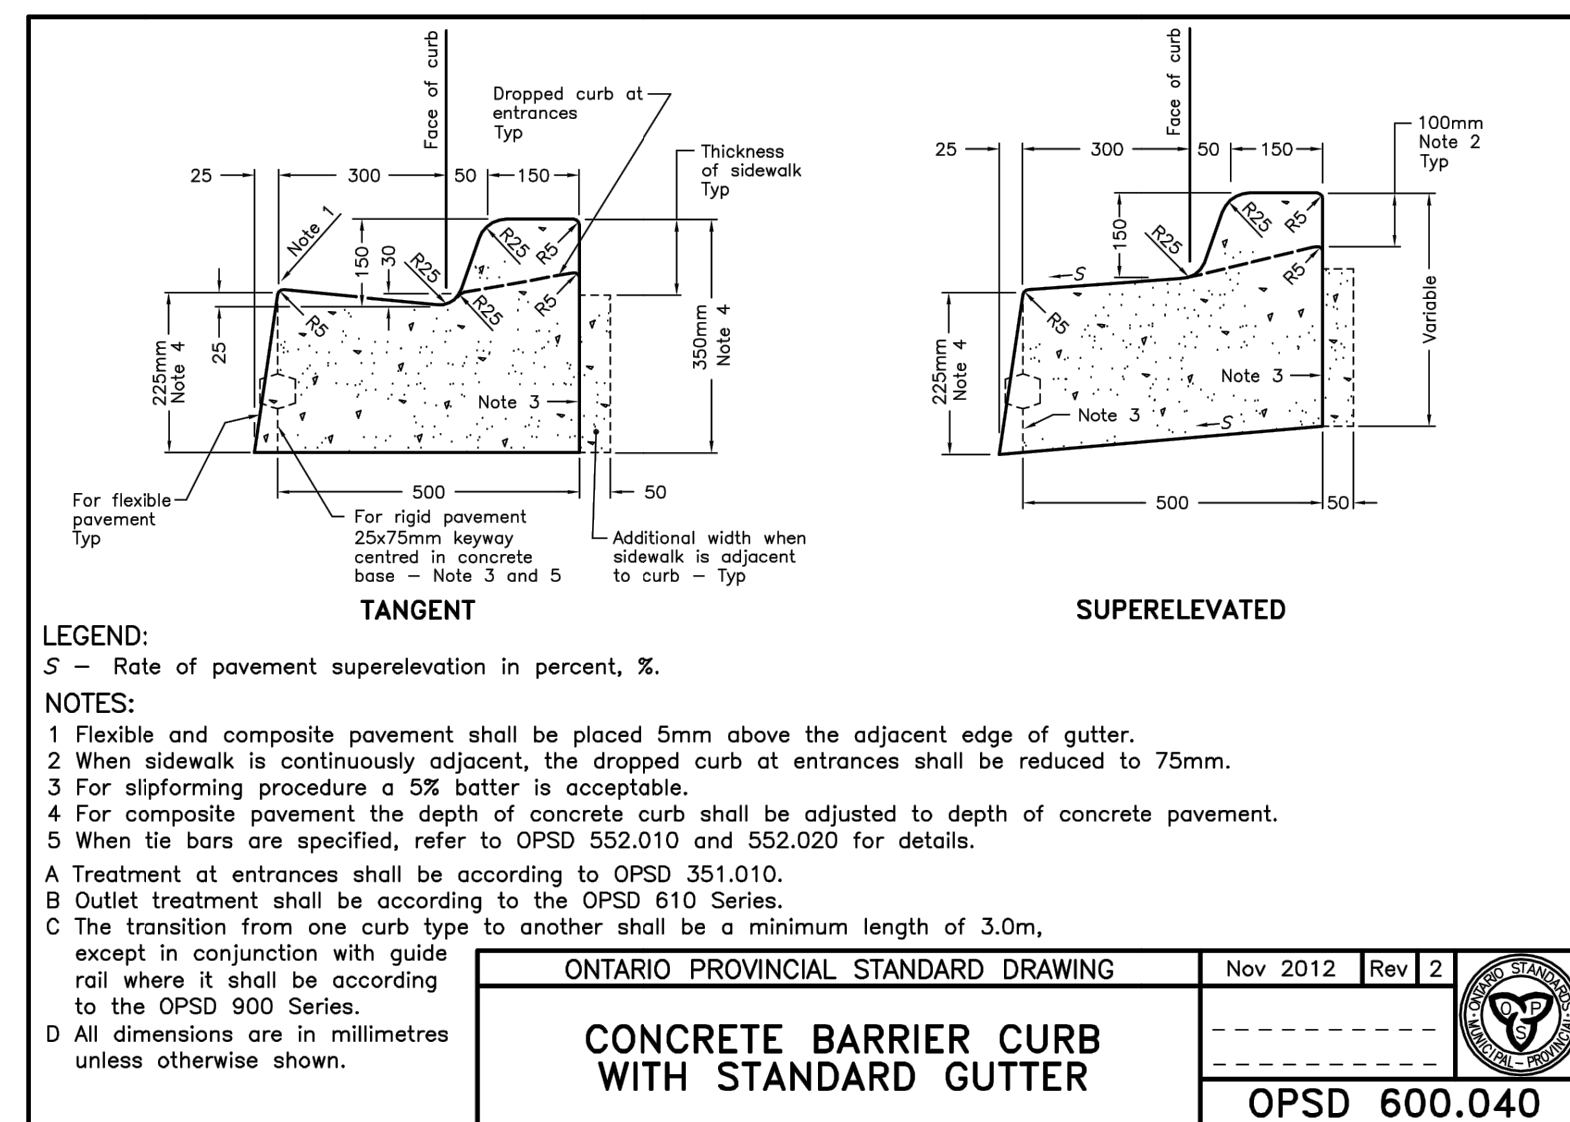 Face of curb
Dropped curb at
entrances
Typ
Thickness
of sidewalk
Typ
25
300
50
150
Note 1
150
30
R25
R25
R5
R5
R25
R5
225mm
Note 4
25
350mm
Note 4
Note 3
500
50
For flexible
pavement
Typ
For rigid pavement
25x75mm keyway
centred in concrete
base – Note 3 and 5
Additional width when
sidewalk is adjacent
to curb – Typ
TANGENT
Face of curb
100mm
Note 2
Typ
25
300
50
150
150
R25
R25
R5
R5
S
R5
225mm
Note 4
Variable
Note 3
Note 3
S
500
50
SUPERELEVATED
LEGEND:
S – Rate of pavement superelevation in percent, %.
NOTES:
1 Flexible and composite pavement shall be placed 5mm above the adjacent edge of gutter.
2 When sidewalk is continuously adjacent, the dropped curb at entrances shall be reduced to 75mm.
3 For slipforming procedure a 5% batter is acceptable.
4 For composite pavement the depth of concrete curb shall be adjusted to depth of concrete pavement.
5 When tie bars are specified, refer to OPSD 552.010 and 552.020 for details.
A Treatment at entrances shall be according to OPSD 351.010.
B Outlet treatment shall be according to the OPSD 610 Series.
C The transition from one curb type to another shall be a minimum length of 3.0m,
except in conjunction with guide
rail where it shall be according
to the OPSD 900 Series.
D All dimensions are in millimetres
unless otherwise shown.
ONTARIO PROVINCIAL STANDARD DRAWING
Nov 2012
Rev
2
CONCRETE BARRIER CURB
WITH STANDARD GUTTER
ONTARIO STANDARDS
MUNICIPAL – PROVINCIAL
O P
S
OPSD 600.040